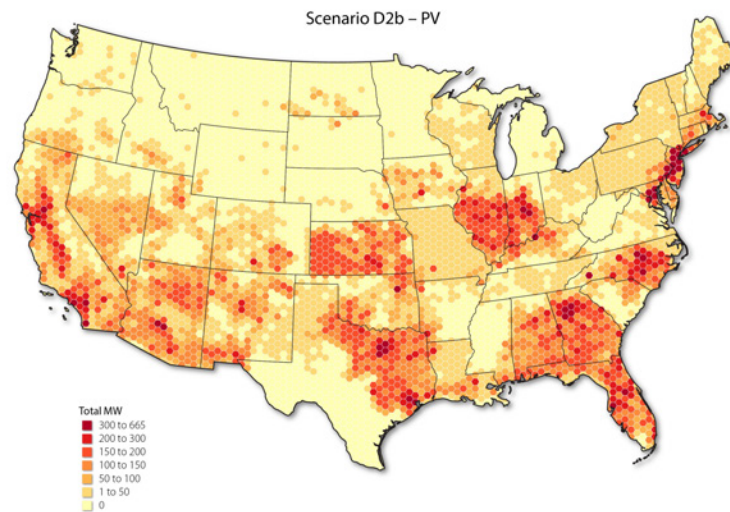 Scenario D2b – PV
Total MW
300 to 665
200 to 300
150 to 200
100 to 150
50 to 100
1 to 50
0